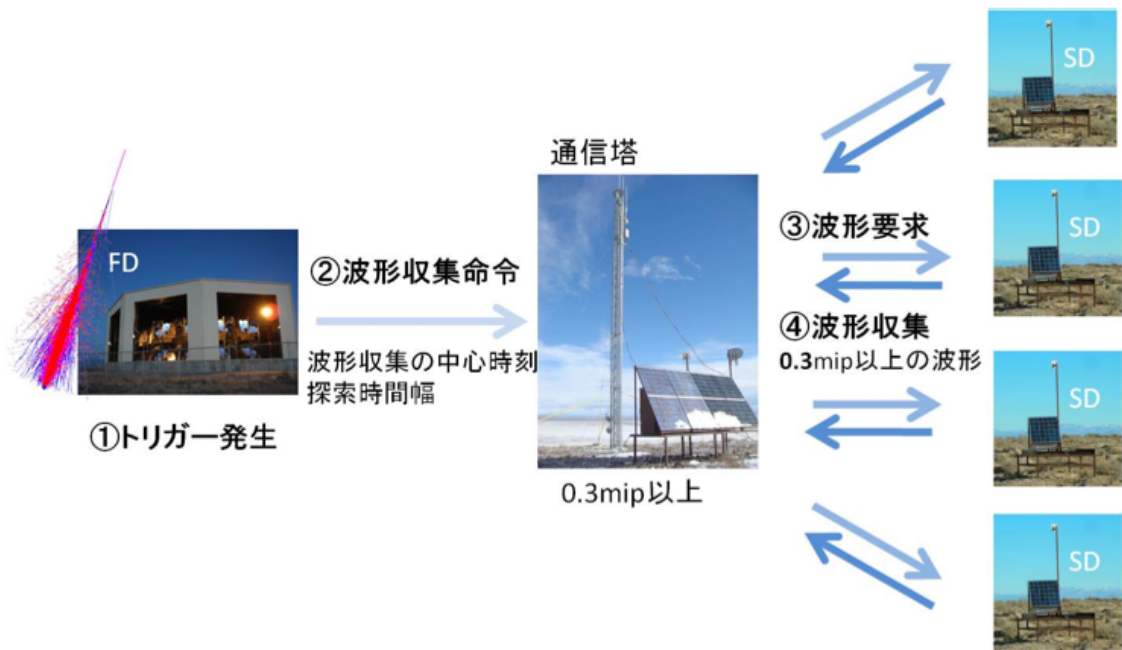 FD
①トリガー発生
②波形収集命令
波形収集の中心時刻
探索時間幅
通信塔
0.3mip以上
③波形要求
④波形収集
0.3mip以上の波形
SD
SD
SD
SD